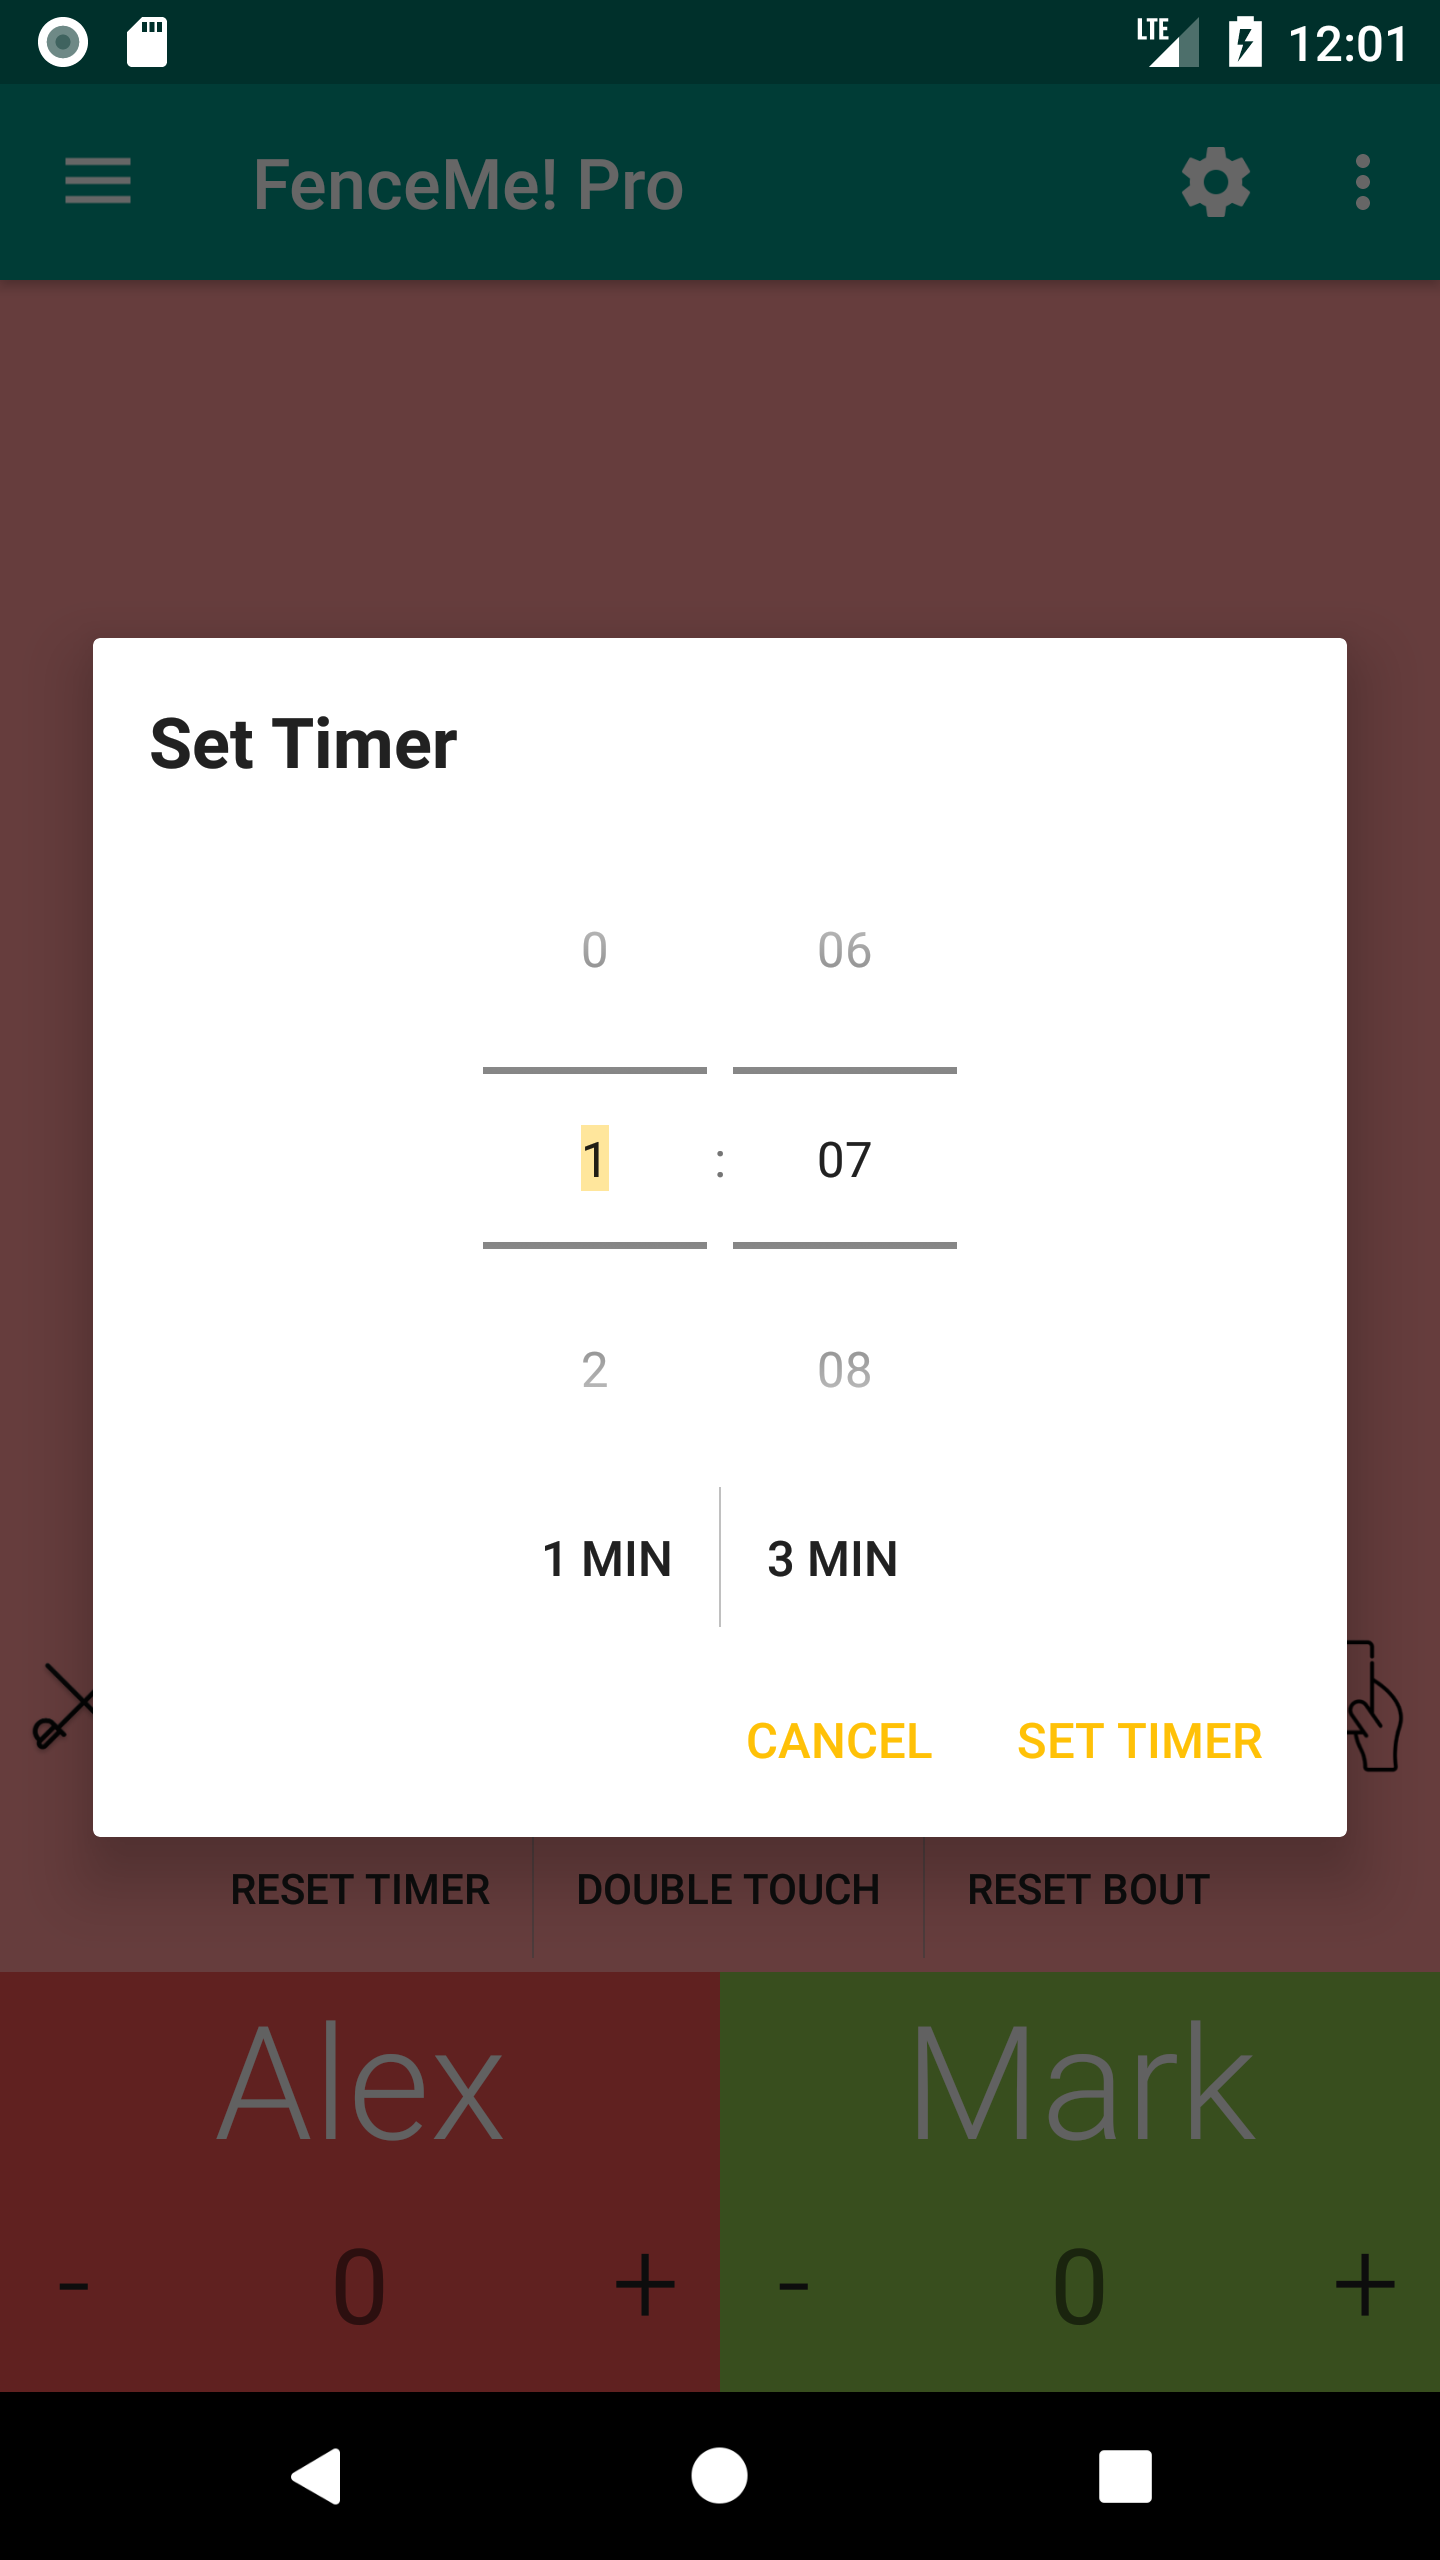 LTE 12:01
FenceMe! Pro
Set Timer
0 06
1 : 07
2 08
1 MIN 3 MIN
CANCEL SET TIMER
RESET TIMER DOUBLE TOUCH RESET BOUT
Alex Mark
- 0 + - 0 +